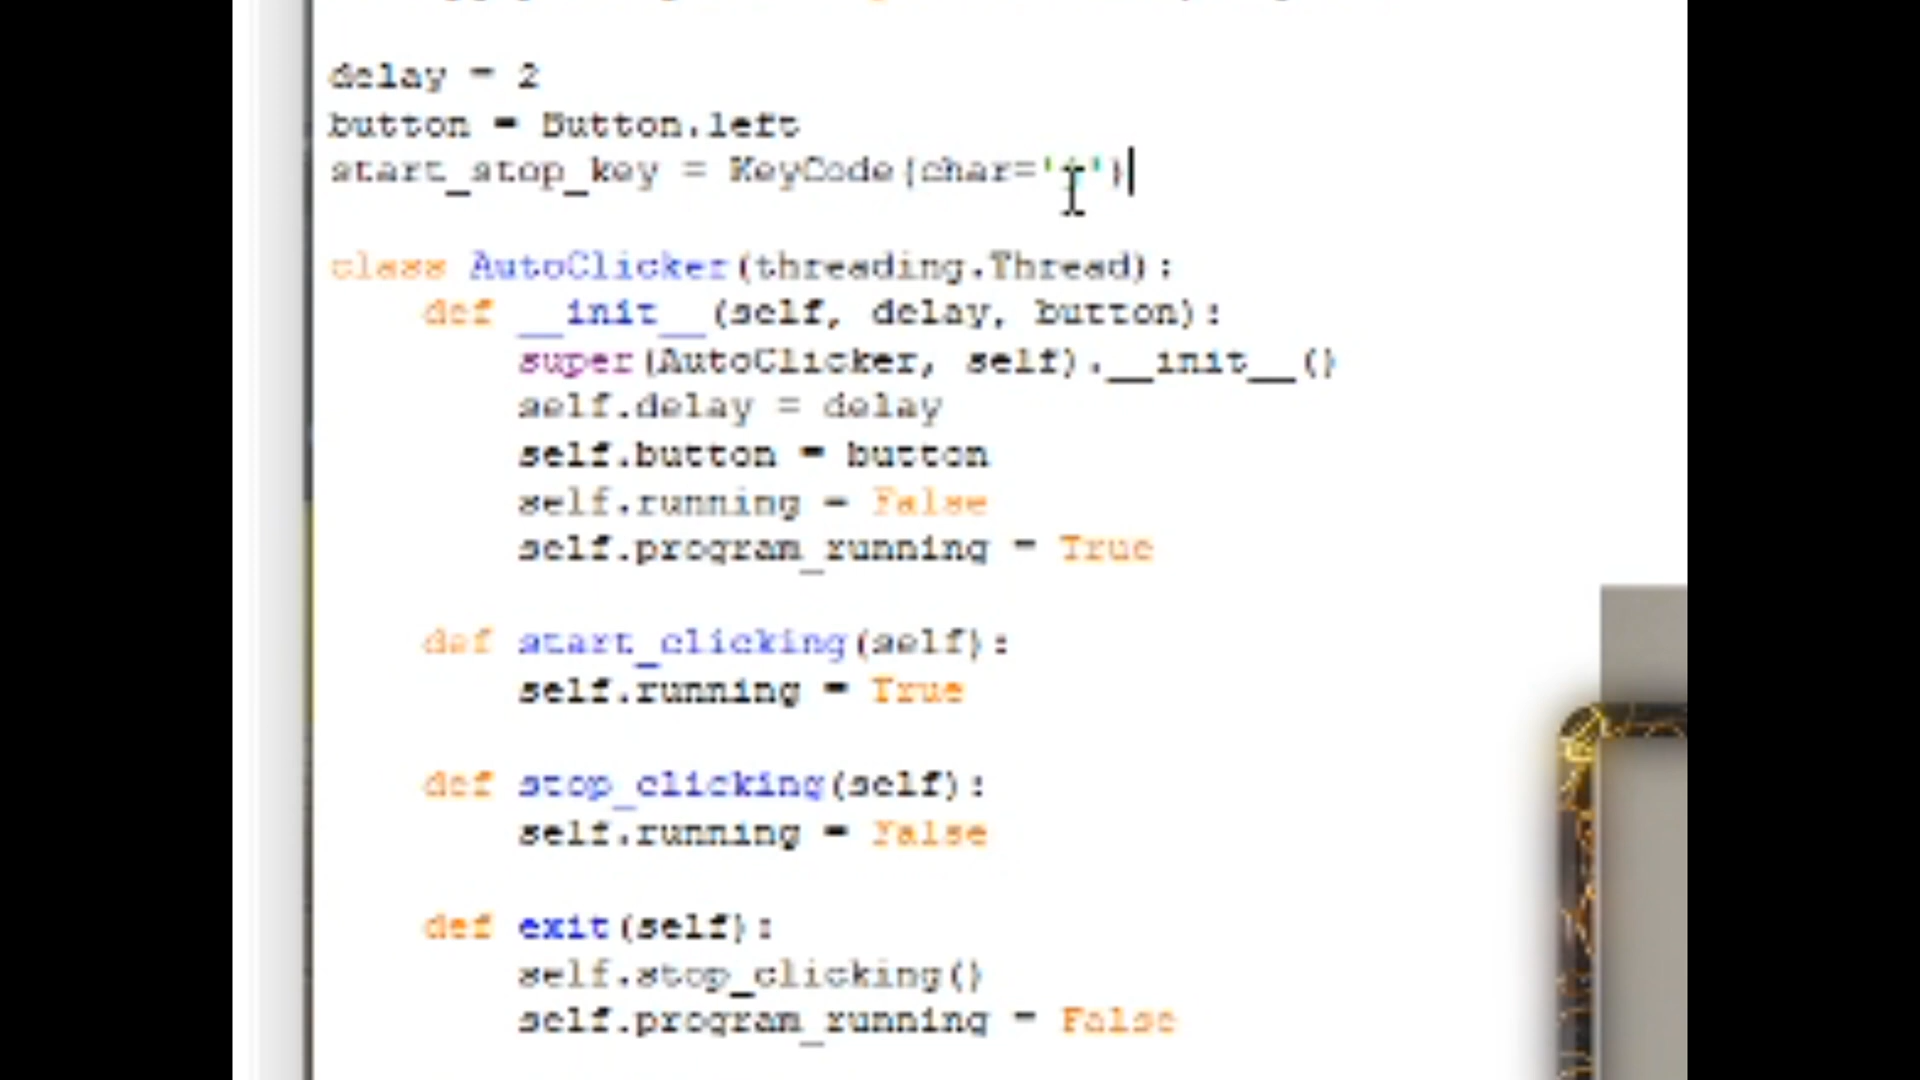 delay = 2
button = Button.left
start_stop_key = KeyCode(char='')
class AutoClicker(threading.Thread):
def __init__(self, delay, button):
super(AutoClicker, self).__init__()
self.delay = delay
self.button = button
self.running = False
self.program_running = True
def start_clicking(self):
self.running = True
def stop_clicking(self):
self.running = False
def exit(self):
self.stop_clicking()
self.program_running = False